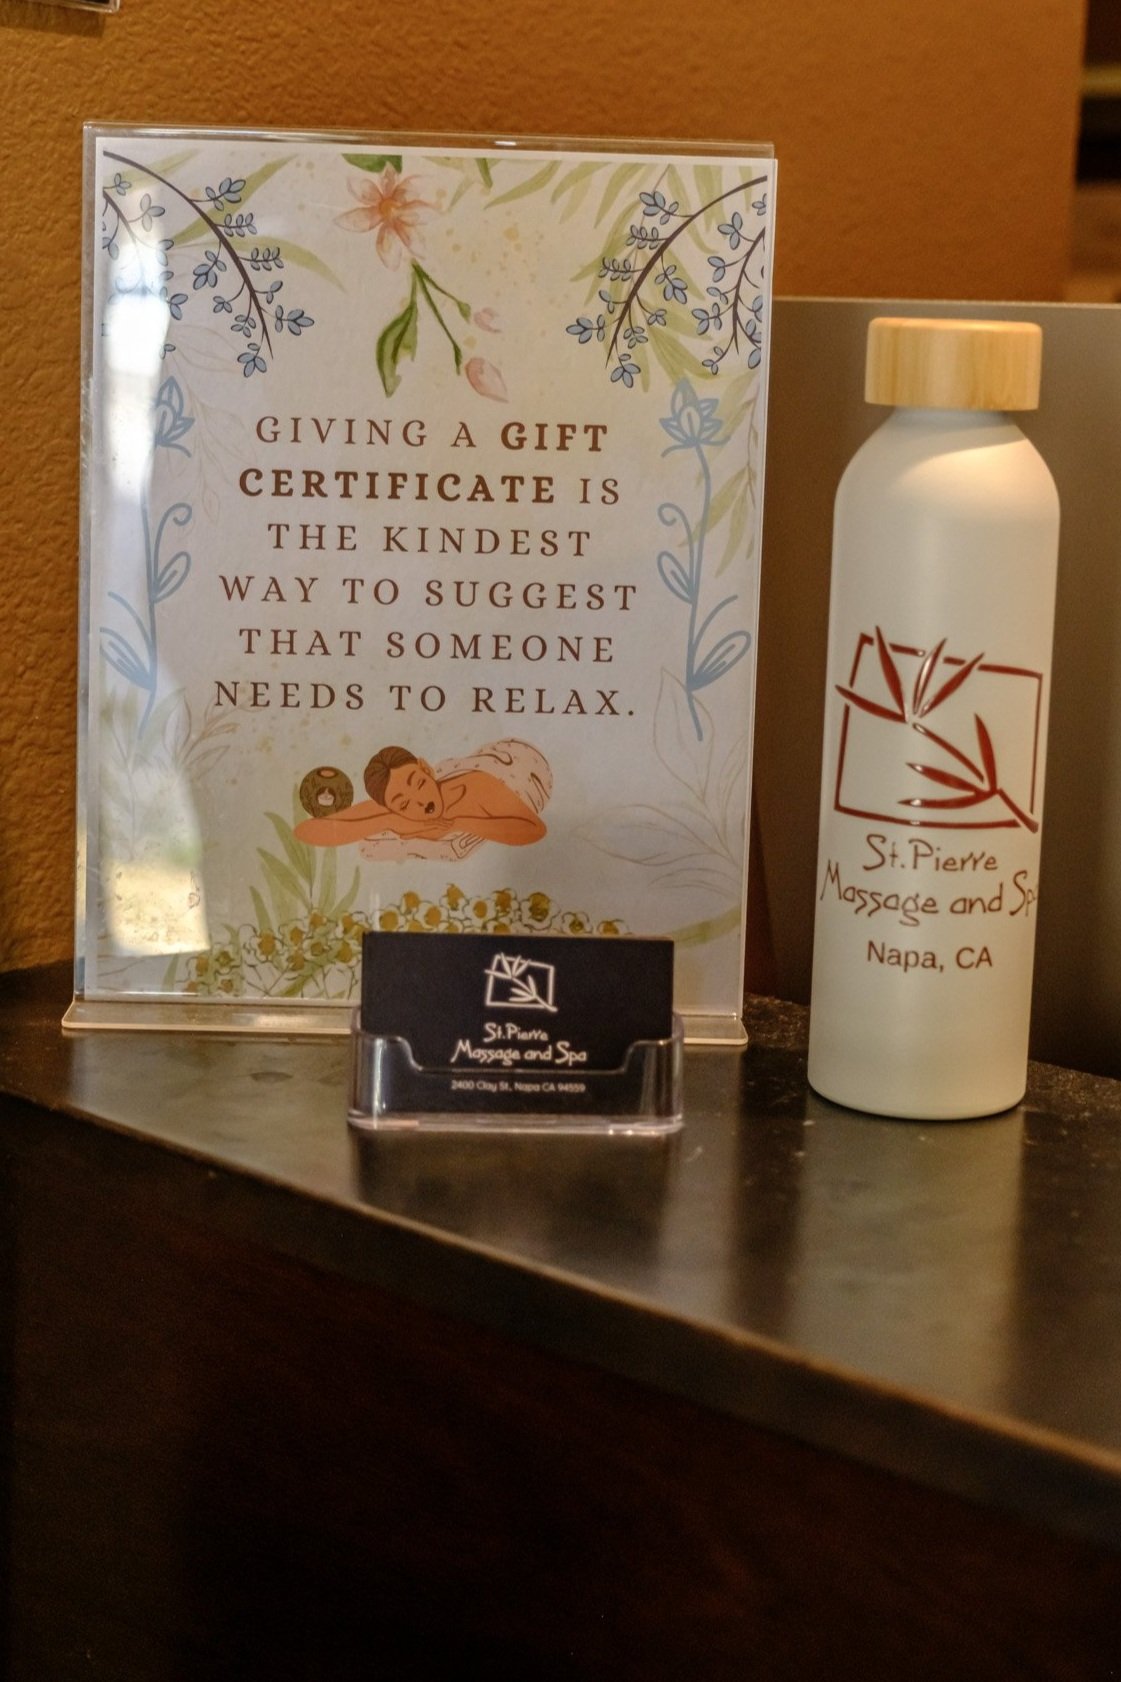 GIVING A GIFT
CERTIFICATE IS
THE KINDEST
WAY TO SUGGEST
THAT SOMEONE
NEEDS TO RELAX.
St. Pierre
Massage and Spa
2400 Clay St, Napa CA 94559
St. Pierre
Massage and Sp
Napa, CA